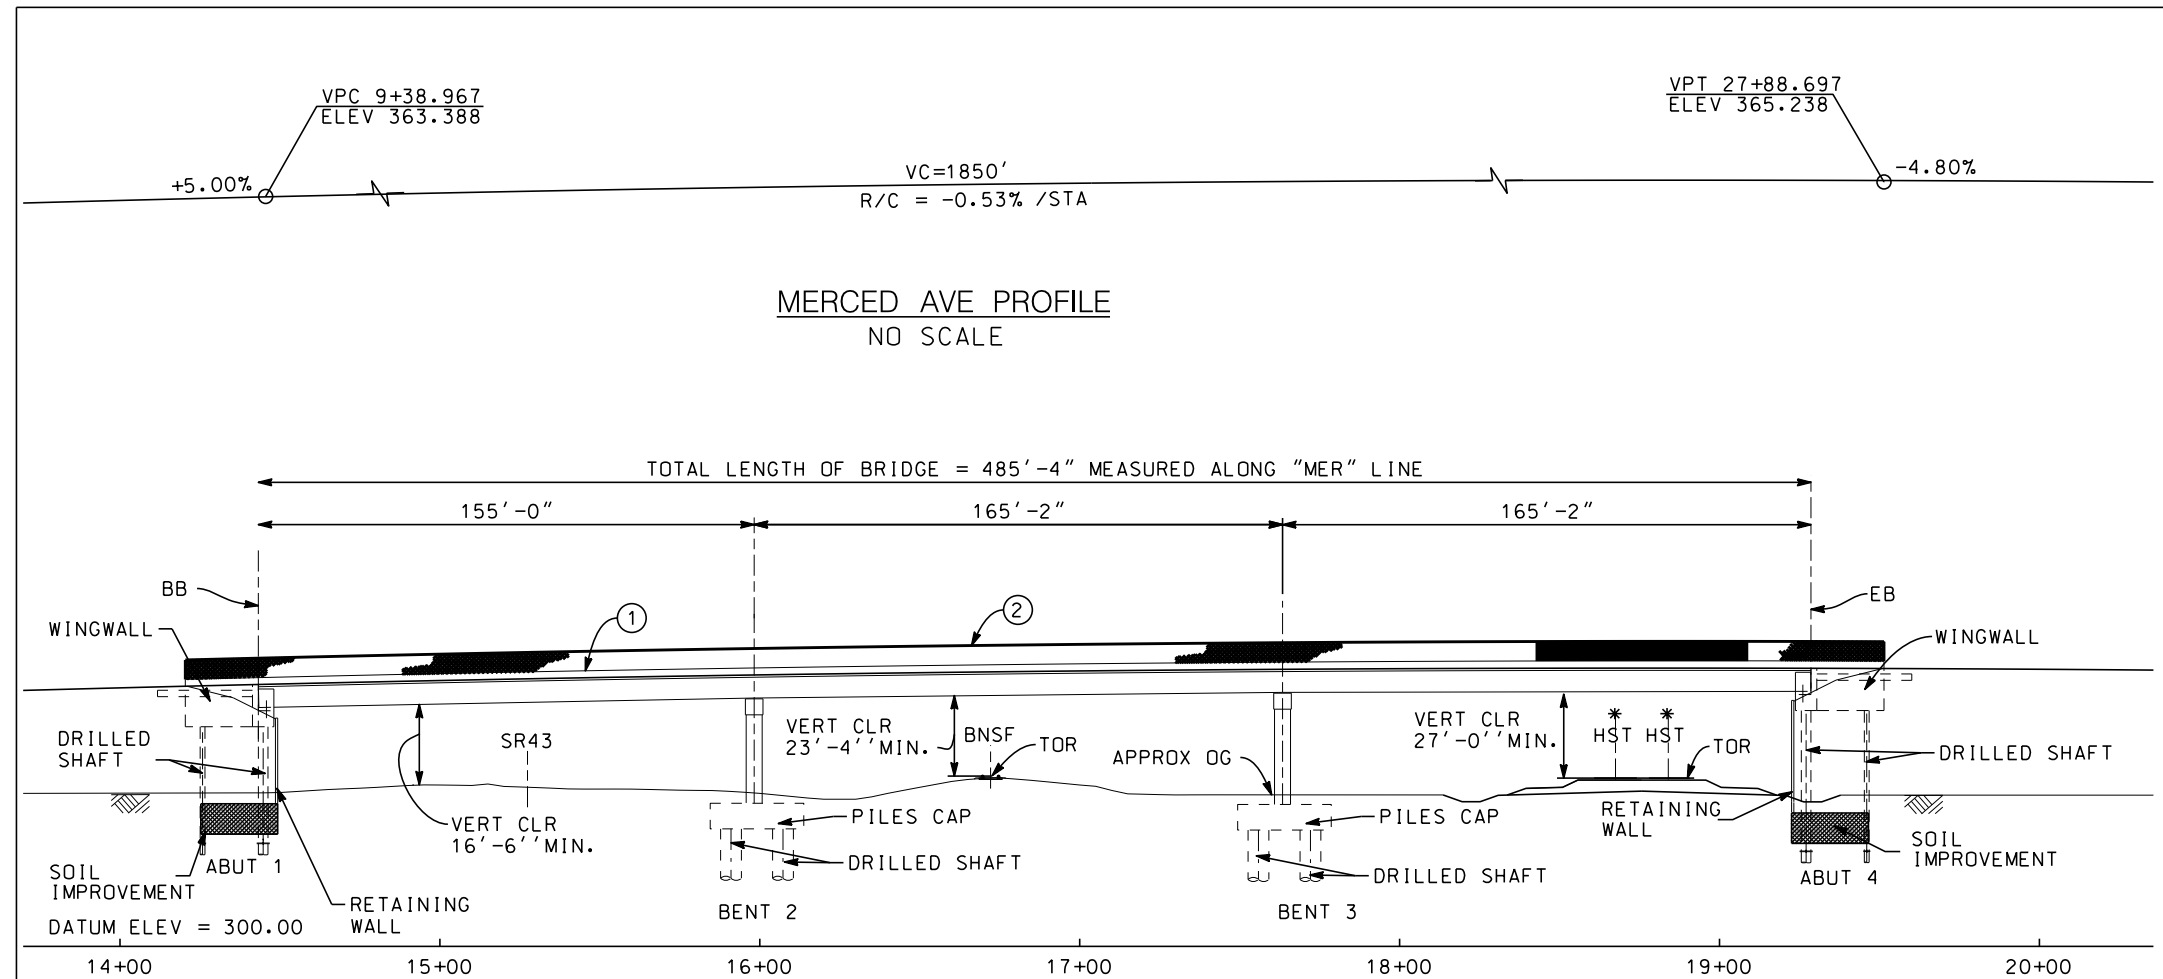 VPC 9+38.967
ELEV 363.388
VPT 27+88.697
ELEV 365.238
+5.00%
VC=1850'
R/C = -0.53% /STA
-4.80%
MERCED AVE PROFILE
NO SCALE
TOTAL LENGTH OF BRIDGE = 485'-4" MEASURED ALONG "MER" LINE
155'-0"
165'-2"
165'-2"
BB
EB
1
2
WINGWALL
WINGWALL
DRILLED
SHAFT
SR43
VERT CLR
23'-4''MIN.
BNSF
TOR
APPROX OG
VERT CLR
27'-0''MIN.
HST HST
TOR
DRILLED SHAFT
VERT CLR
16'-6''MIN.
PILES CAP
PILES CAP
RETAINING
WALL
SOIL
IMPROVEMENT
ABUT 1
DRILLED SHAFT
DRILLED SHAFT
SOIL
IMPROVEMENT
ABUT 4
RETAINING
WALL
BENT 2
BENT 3
DATUM ELEV = 300.00
14+00
15+00
16+00
17+00
18+00
19+00
20+00